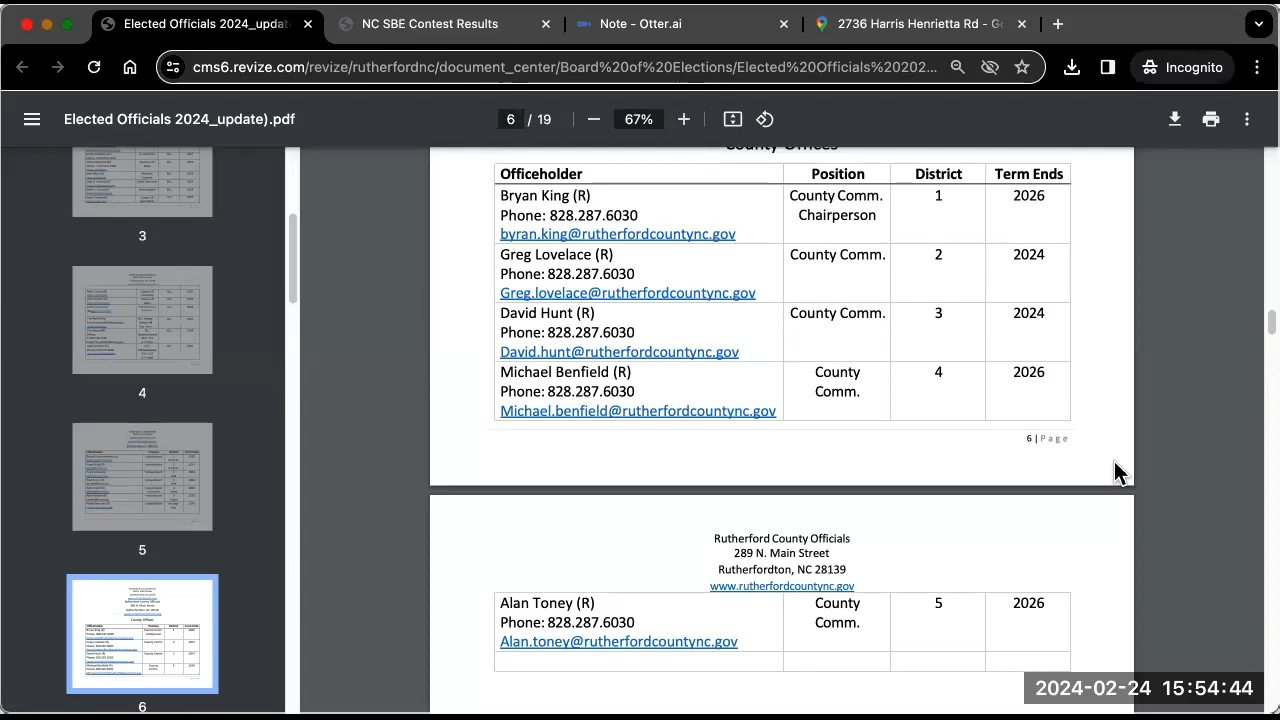 Elected Officials 2024_updat
NC SBE Contest Results
Note - Otter.ai
2736 Harris Henrietta Rd - G
cms6.revize.com/revize/rutherfordnc/document_center/Board%20of%20Elections/Elected%20Officials%20202...
Incognito
Elected Officials 2024_update).pdf
6 / 19
67%
County Offices
Officeholder Position District Term Ends
Bryan King (R) County Comm. 1 2026
Phone: 828.287.6030 Chairperson
byran.king@rutherfordcountync.gov
Greg Lovelace (R) County Comm. 2 2024
Phone: 828.287.6030
Greg.lovelace@rutherfordcountync.gov
David Hunt (R) County Comm. 3 2024
Phone: 828.287.6030
David.hunt@rutherfordcountync.gov
Michael Benfield (R) County 4 2026
Phone: 828.287.6030 Comm.
Michael.benfield@rutherfordcountync.gov
6 | Page
Rutherford County Officials
289 N. Main Street
Rutherfordton, NC 28139
www.rutherfordcountync.gov
Alan Toney (R) County 5 2026
Phone: 828.287.6030 Comm.
Alan.toney@rutherfordcountync.gov
3
4
5
6
2024-02-24 15:54:44